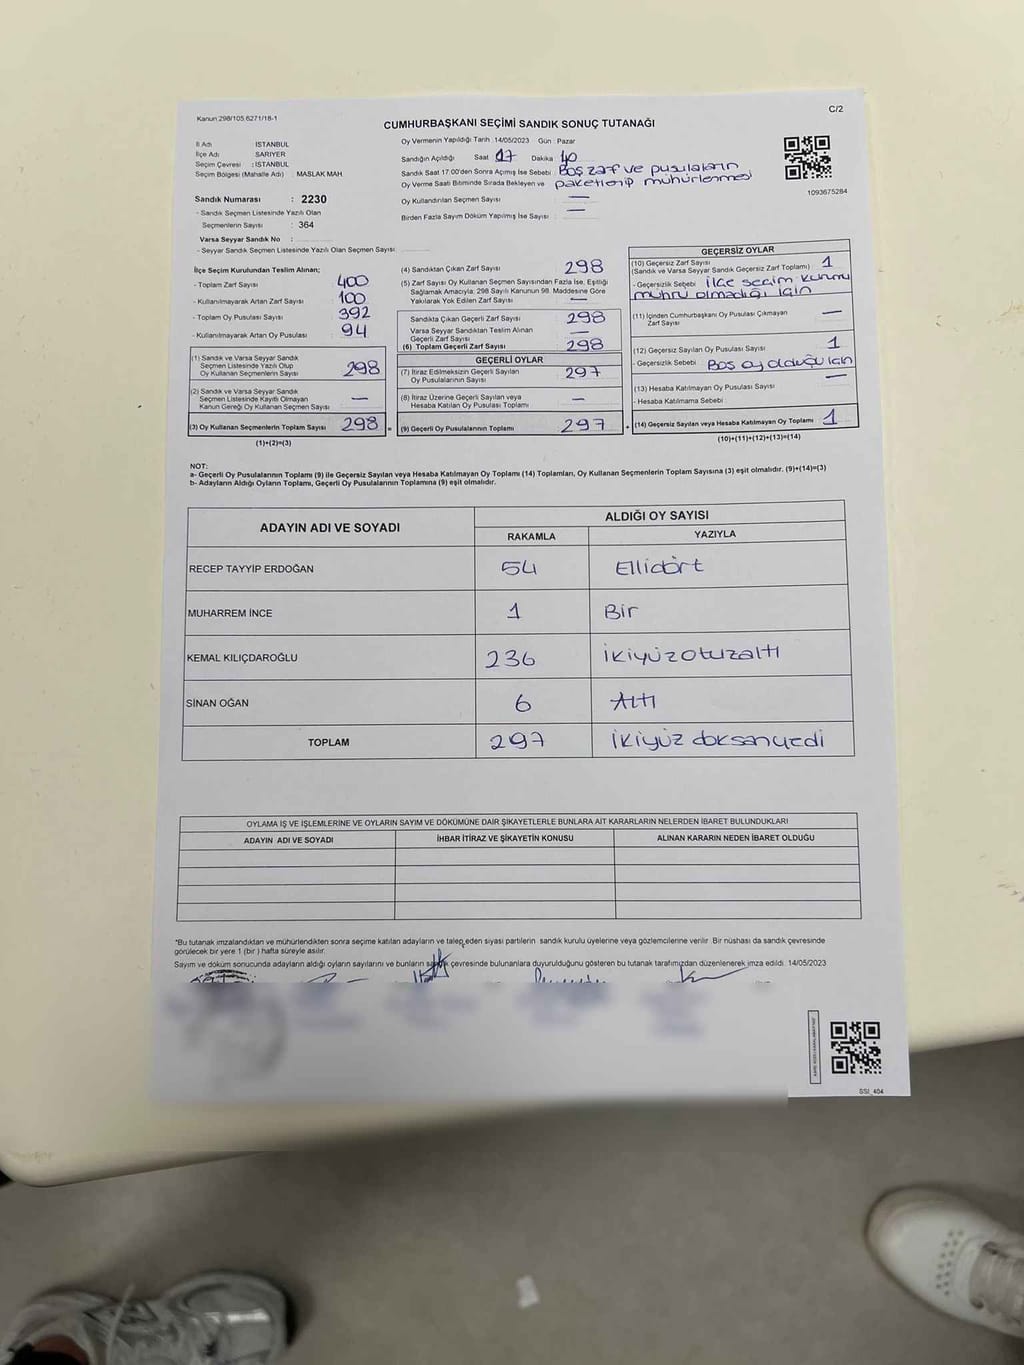 C/2
Kanun 298/105.6271/18-1
CUMHURBAŞKANI SEÇİMİ SANDIK SONUÇ TUTANAĞI
İl Adı : İSTANBUL
İlçe Adı : SARIYER
Seçim Çevresi : İSTANBUL
Seçim Bölgesi (Mahalle Adı) : MASLAK MAH
Sandık Numarası : 2230
- Sandık Seçmen Listesinde Yazılı Olan
Seçmenlerin Sayısı : 364
Varsa Seyyar Sandık No :
- Seyyar Sandık Seçmen Listesinde Yazılı Olan Seçmen Sayısı:
Oy Vermenin Yapıldığı Tarih :14/05/2023 Gün : Pazar
Sandığın Açıldığı Saat 17 Dakika 40
Sandık Saat 17.00'den Sonra Açımış İse Sebebi : Boş zarf ve pusulaların
Oy Verme Saati Bitiminde Sırada Bekleyen ve paketlenip mühürlenmesi
Oy Kullandırılan Seçmen Sayısı : —
Birden Fazla Sayım Döküm Yapılmış İse Sayısı : —
1093675284
İlçe Seçim Kurulundan Teslim Alınan;
- Toplam Zarf Sayısı 400
- Kullanılmayarak Artan Zarf Sayısı 100
- Toplam Oy Pusulası Sayısı 392
- Kullanılmayarak Artan Oy Pusulası 94
(1) Sandık ve Varsa Seyyar Sandık
Seçmen Listesinde Yazılı Olup
Oy Kullanan Seçmenlerin Sayısı 298
(2) Sandık ve Varsa Seyyar Sandık
Seçmen Listesinde Kayıtlı Olmayan
Kanun Gereği Oy Kullanan Seçmen Sayısı —
(3) Oy Kullanan Seçmenlerin Toplam Sayısı 298 =
(1)+(2)=(3)
(4) Sandıktan Çıkan Zarf Sayısı 298
(5) Zarf Sayısı Oy Kullanan Seçmen Sayısından Fazla İse, Eşitliği
Sağlamak Amacıyla; 298 Sayılı Kanunun 98. Maddesine Göre
Yakılarak Yok Edilen Zarf Sayısı —
Sandıkta Çıkan Geçerli Zarf Sayısı 298
Varsa Seyyar Sandıktan Teslim Alınan
Geçerli Zarf Sayısı —
(6) Toplam Geçerli Zarf Sayısı 298
GEÇERLİ OYLAR
(7) İtiraz Edilmeksizin Geçerli Sayılan
Oy Pusulalarının Sayısı 297
(8) İtiraz Üzerine Geçerli Sayılan veya
Hesaba Katılan Oy Pusulası Toplamı —
(9) Geçerli Oy Pusulalarının Toplamı 297 +
GEÇERSİZ OYLAR
(10) Geçersiz Zarf Sayısı
(Sandık ve Varsa Seyyar Sandık Geçersiz Zarf Toplamı) 1
- Geçersizlik Sebebi : İlçe seçim kurulu
mührü olmadığı için
(11) İçinden Cumhurbaşkanı Oy Pusulası Çıkmayan
Zarf Sayısı —
(12) Geçersiz Sayılan Oy Pusulası Sayısı 1
- Geçersizlik Sebebi : Boş oy olduğu için
(13) Hesaba Katılmayan Oy Pusulası Sayısı —
- Hesaba Katılmama Sebebi :
(14) Geçersiz Sayılan veya Hesaba Katılmayan Oy Toplamı 1
(10)+(11)+(12)+(13)=(14)
NOT:
a- Geçerli Oy Pusulalarının Toplamı (9) ile Geçersiz Sayılan veya Hesaba Katılmayan Oy Toplamı (14) Toplamları, Oy Kullanan Seçmenlerin Toplam Sayısına (3) eşit olmalıdır. (9)+(14)=(3)
b- Adayların Aldığı Oyların Toplamı, Geçerli Oy Pusulalarının Toplamına (9) eşit olmalıdır.
ADAYIN ADI VE SOYADI ALDIĞI OY SAYISI
RAKAMLA YAZIYLA
RECEP TAYYİP ERDOĞAN 54 Ellidört
MUHARREM İNCE 1 Bir
KEMAL KILIÇDAROĞLU 236 İkiyüzotuzaltı
SİNAN OĞAN 6 Altı
TOPLAM 297 İkiyüz doksanyedi
OYLAMA İŞ VE İŞLEMLERİNE VE OYLARIN SAYIM VE DÖKÜMÜNE DAİR ŞİKAYETLERLE BUNLARA AİT KARARLARIN NELERDEN İBARET BULUNDUKLARI
ADAYIN ADI VE SOYADI İHBAR İTİRAZ VE ŞİKAYETİN KONUSU ALINAN KARARIN NEDEN İBARET OLDUĞU
*Bu tutanak imzalandıktan ve mühürlendikten sonra seçime katılan adayların ve talep eden siyasi partilerin sandık kurulu üyelerine veya gözlemcilerine verilir. Bir nüshası da sandık çevresinde
görülecek bir yere 1 (bir) hafta süreyle asılır.
Sayım ve döküm sonucunda adayların aldığı oyların sayılarını ve bunların sandık çevresinde bulunanlara duyurulduğunu gösteren bu tutanak tarafımızdan düzenlenerek imza edildi. 14/05/2023
SSI_404